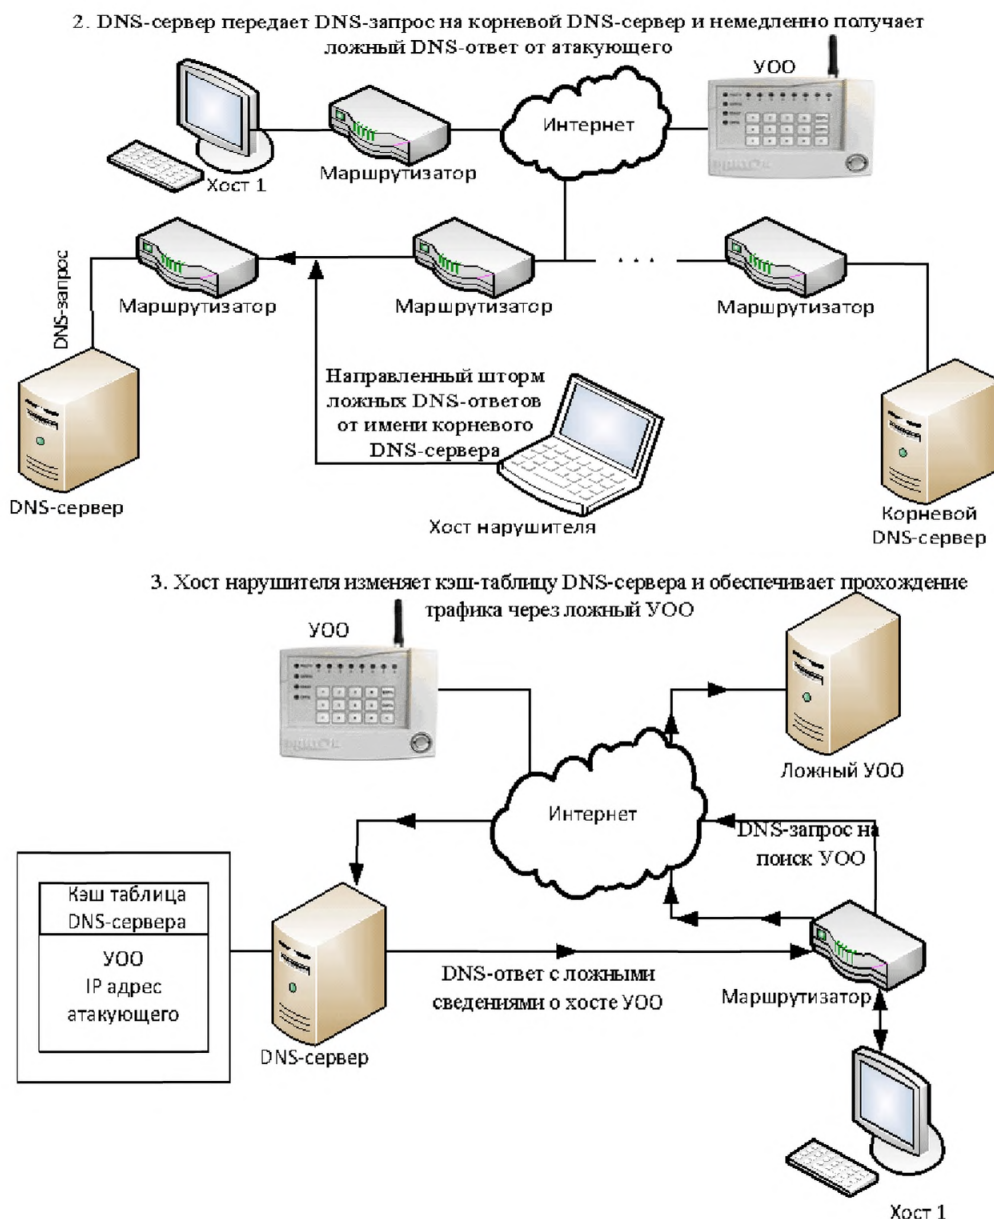 2. DNS-сервер передает DNS-запрос на корневой DNS-сервер и немедленно получает
ложный DNS-ответ от атакующего
УОО
Интернет
Маршрутизатор
Хост 1
DNS-запрос
Маршрутизатор
Маршрутизатор
. . .
Маршрутизатор
Направленный шторм
ложных DNS-ответов
от имени корневого
DNS-сервера
DNS-сервер
Хост нарушителя
Корневой
DNS-сервер
3. Хост нарушителя изменяет кэш-таблицу DNS-сервера и обеспечивает прохождение
трафика через ложный УОО
УОО
Ложный УОО
Интернет
DNS-запрос на
поиск УОО
Кэш таблица
DNS-сервера
УОО
IP адрес
атакующего
DNS-ответ с ложными
сведениями о хосте УОО
Маршрутизатор
DNS-сервер
Хост 1